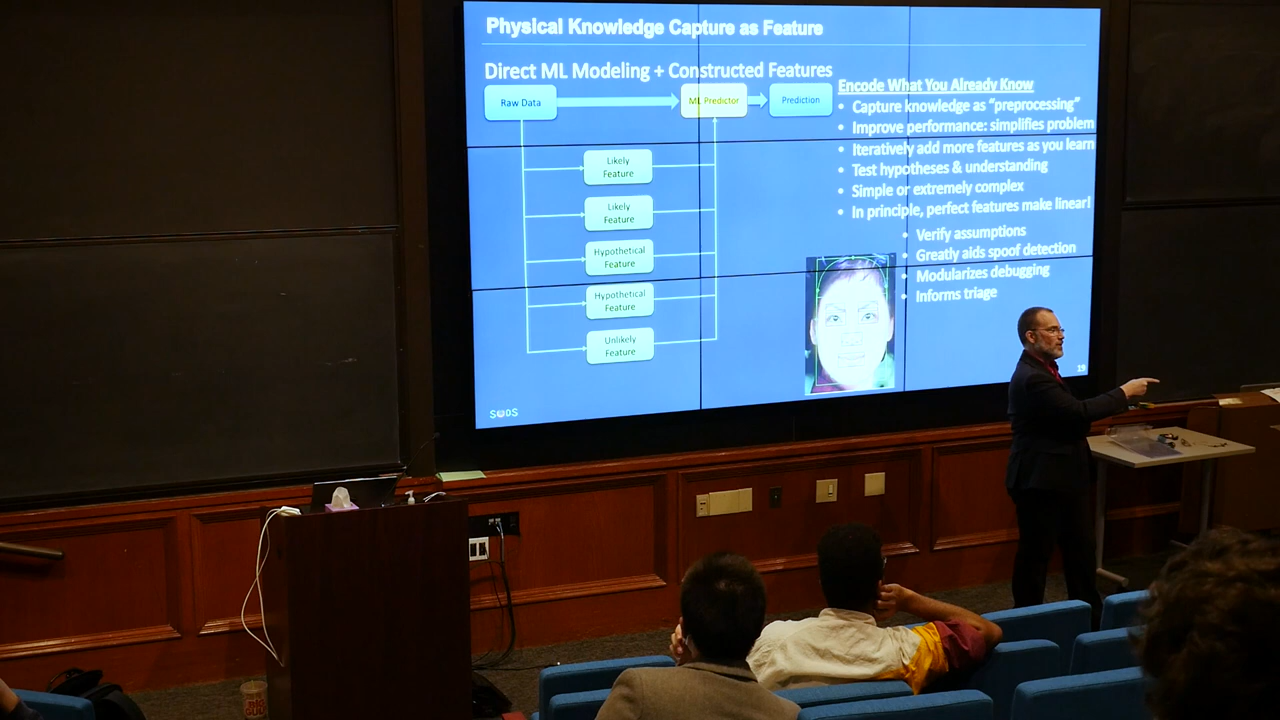 Physical Knowledge Capture as Feature
Direct ML Modeling + Constructed Features
Raw Data
ML Predictor
Prediction
Likely
Feature
Likely
Feature
Hypothetical
Feature
Hypothetical
Feature
Unlikely
Feature
Encode What You Already Know
• Capture knowledge as "preprocessing"
• Improve performance: simplifies problem
• Iteratively add more features as you learn
• Test hypotheses & understanding
• Simple or extremely complex
• In principle, perfect features make linear!
• Verify assumptions
• Greatly aids spoof detection
• Modularizes debugging
• Informs triage
19